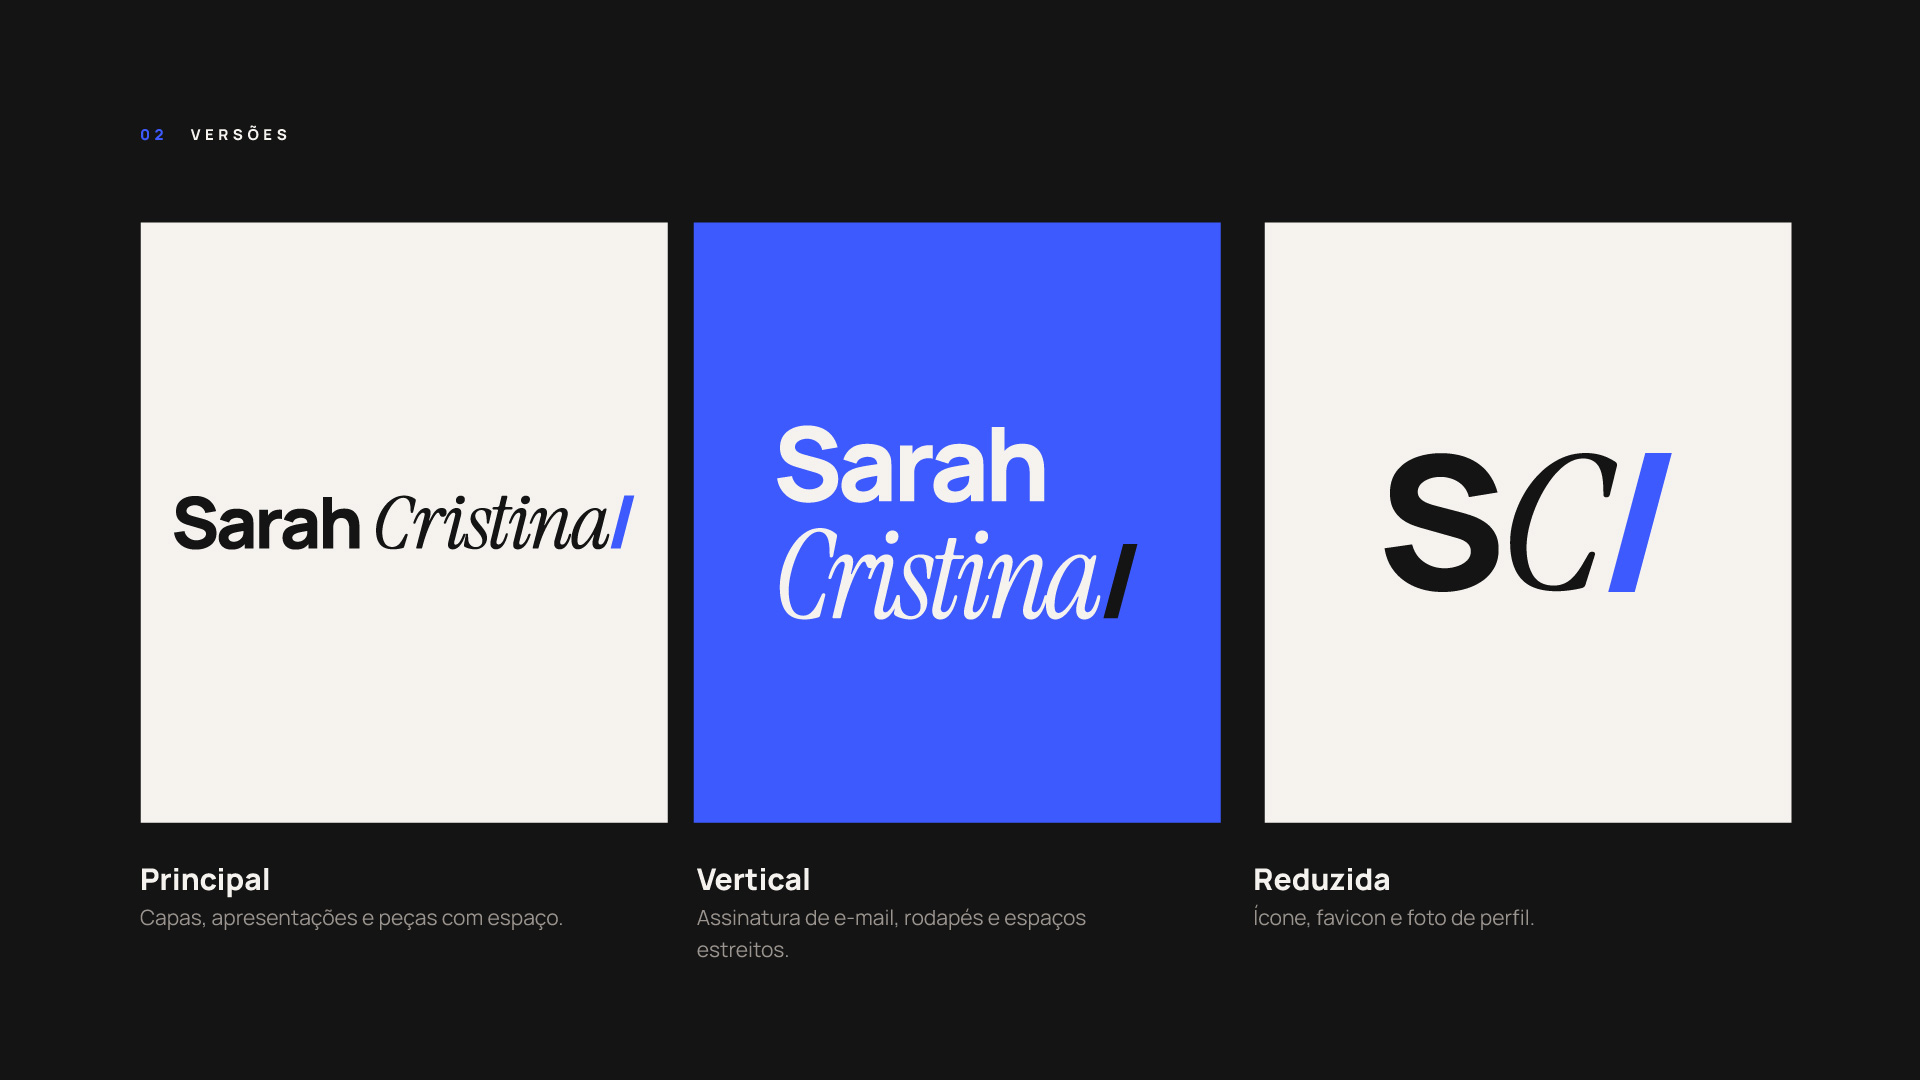 02 VERSÕES
Sarah Cristina/
Sarah
Cristina/
SC/
Principal
Capas, apresentações e peças com espaço.
Vertical
Assinatura de e-mail, rodapés e espaços
estreitos.
Reduzida
Ícone, favicon e foto de perfil.